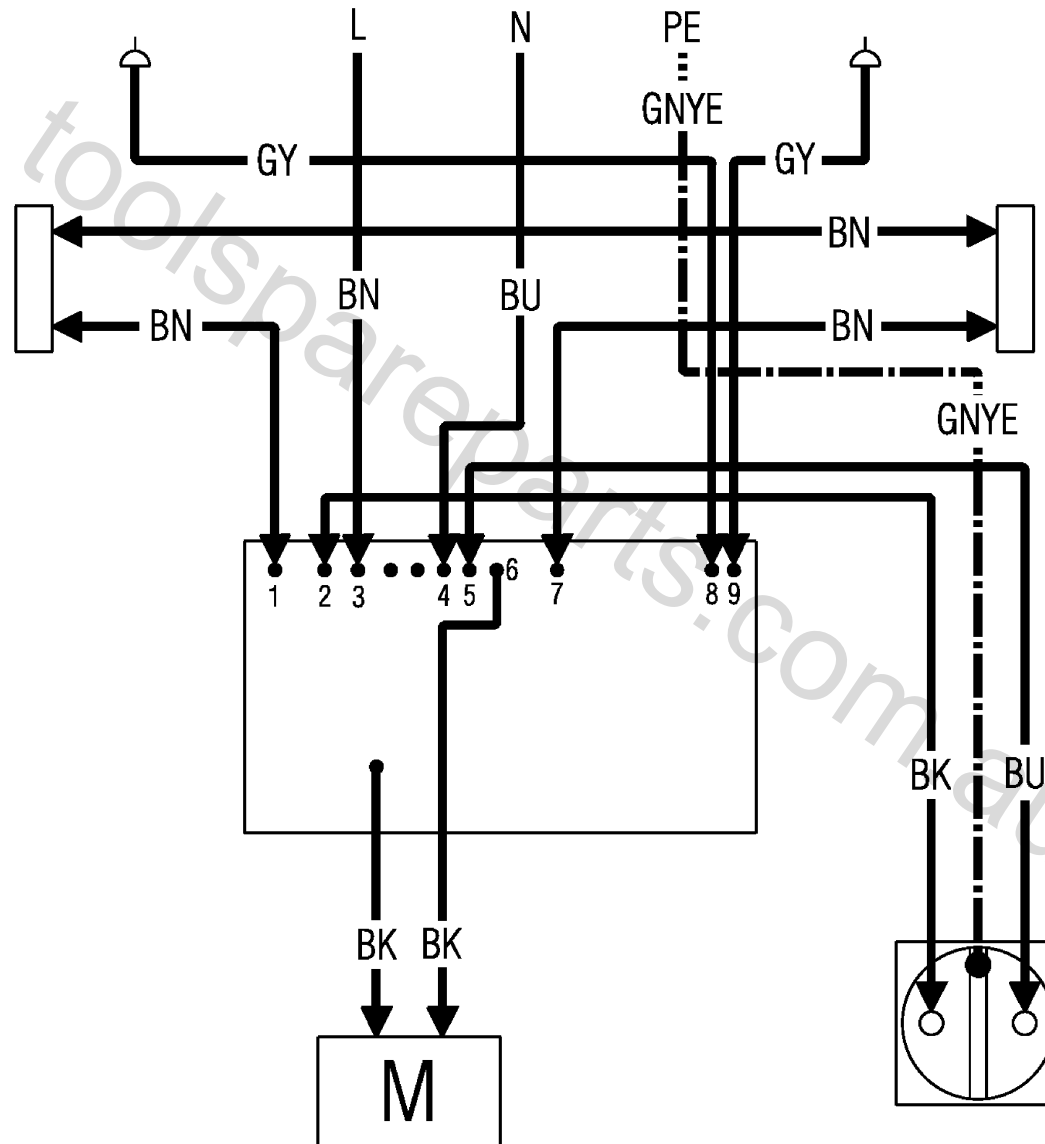 L N PE
GNYE
GY GY
BN
BN BU
BN BN
GNYE
1 2 3 4 5 6 7 8 9
BK BU
BK BK
M
toolspareparts.com.au